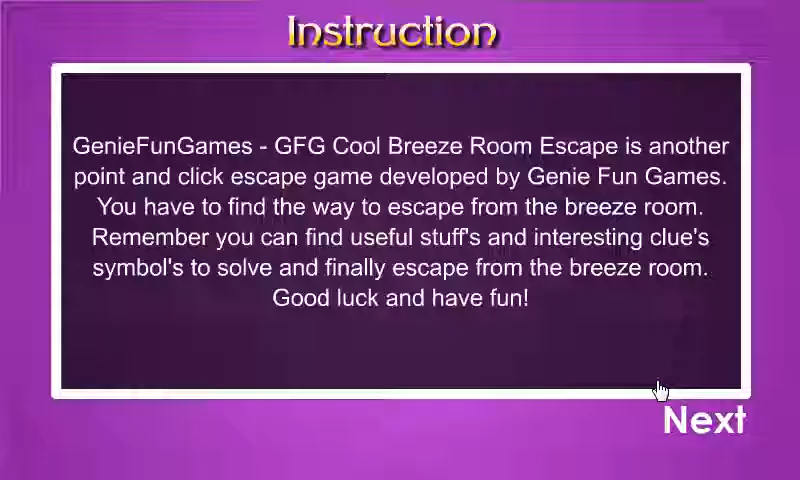 Instruction
GenieFunGames - GFG Cool Breeze Room Escape is another
point and click escape game developed by Genie Fun Games.
You have to find the way to escape from the breeze room.
Remember you can find useful stuff's and interesting clue's
symbol's to solve and finally escape from the breeze room.
Good luck and have fun!
Next